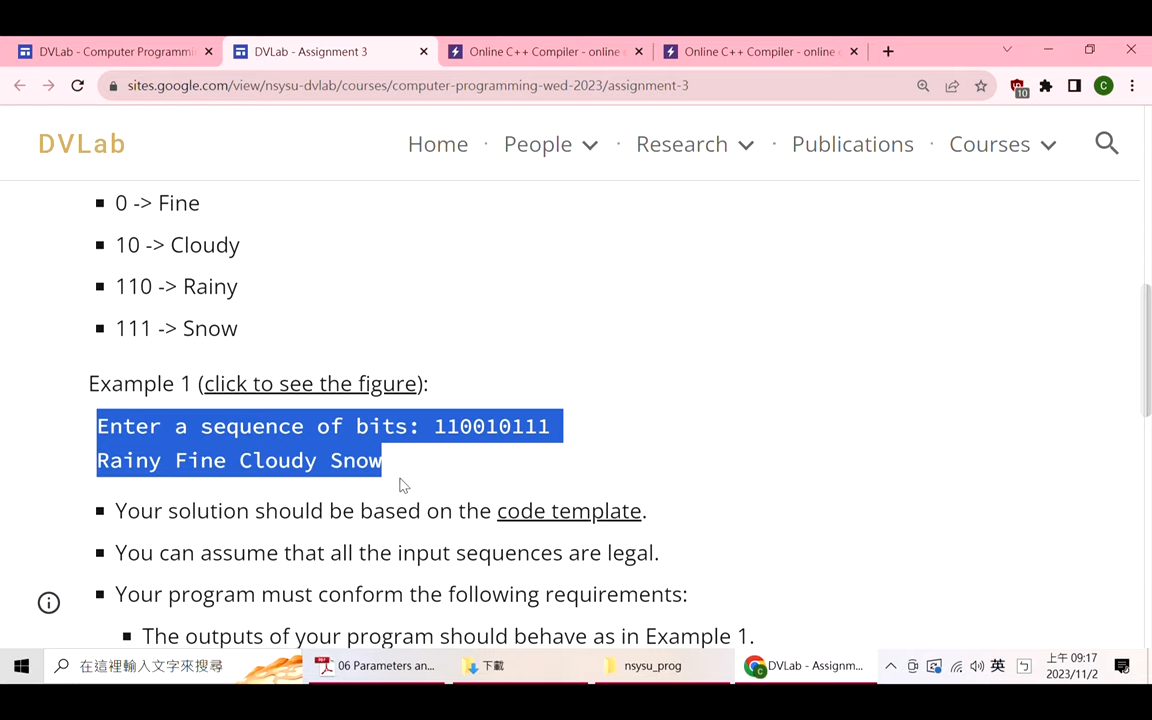 DVLab - Computer Programmi
DVLab - Assignment 3
Online C++ Compiler - online
Online C++ Compiler - online
sites.google.com/view/nsysu-dvlab/courses/computer-programming-wed-2023/assignment-3
10
C
DVLab
Home · People · Research · Publications · Courses
0 -> Fine
10 -> Cloudy
110 -> Rainy
111 -> Snow
Example 1 (click to see the figure):
Enter a sequence of bits: 110010111
Rainy Fine Cloudy Snow
Your solution should be based on the code template.
You can assume that all the input sequences are legal.
Your program must conform the following requirements:
The outputs of your program should behave as in Example 1.
在這裡輸入文字來搜尋
06 Parameters an...
下載
nsysu_prog
DVLab - Assignm...
英
上午 09:17
2023/11/2